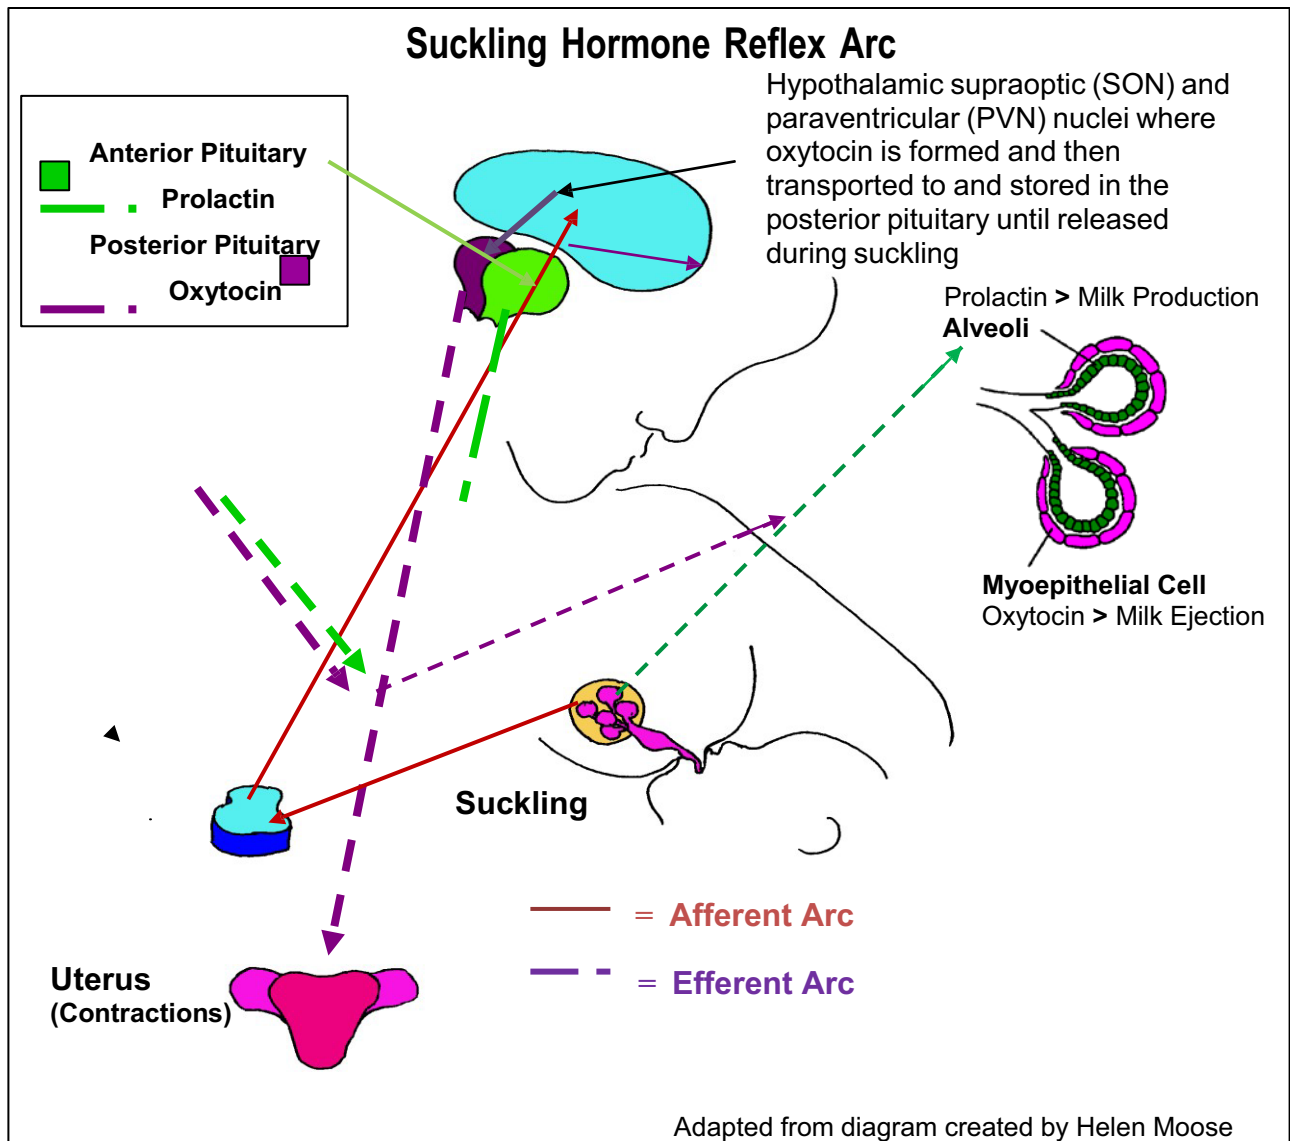 Suckling Hormone Reflex Arc
Anterior Pituitary
Prolactin
Posterior Pituitary
Oxytocin
Hypothalamic supraoptic (SON) and
paraventricular (PVN) nuclei where
oxytocin is formed and then
transported to and stored in the
posterior pituitary until released
during suckling
Prolactin > Milk Production
Alveoli
Myoepithelial Cell
Oxytocin > Milk Ejection
Suckling
= Afferent Arc
= Efferent Arc
Uterus
(Contractions)
Adapted from diagram created by Helen Moose